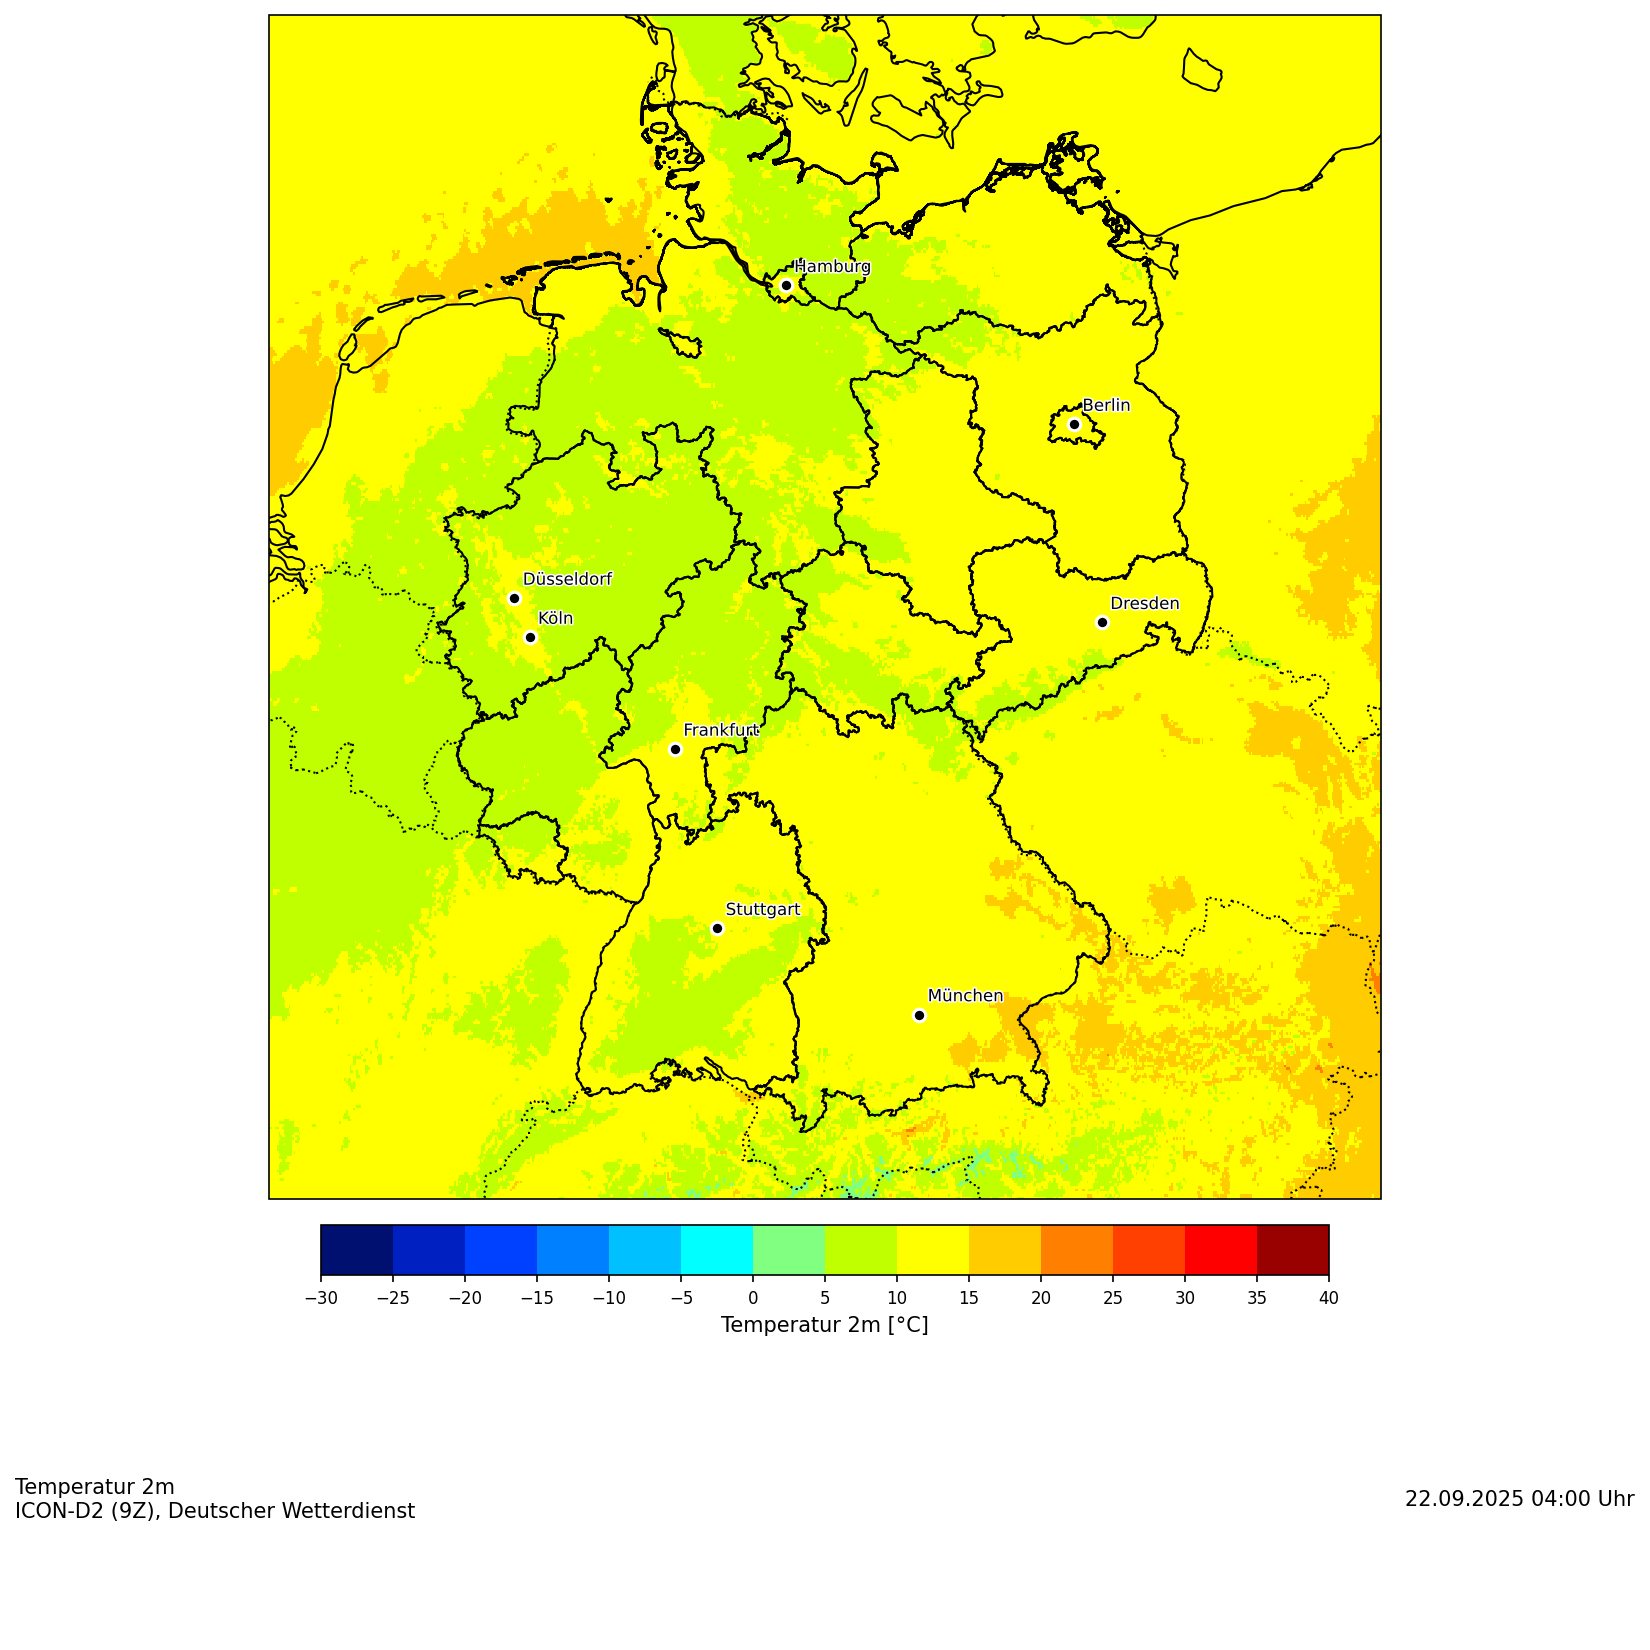 Hamburg
Berlin
Düsseldorf
Köln
Dresden
Frankfurt
Stuttgart
München
−30 −25 −20 −15 −10 −5 0 5 10 15 20 25 30 35 40
Temperatur 2m [°C]
Temperatur 2m
ICON-D2 (9Z), Deutscher Wetterdienst
22.09.2025 04:00 Uhr